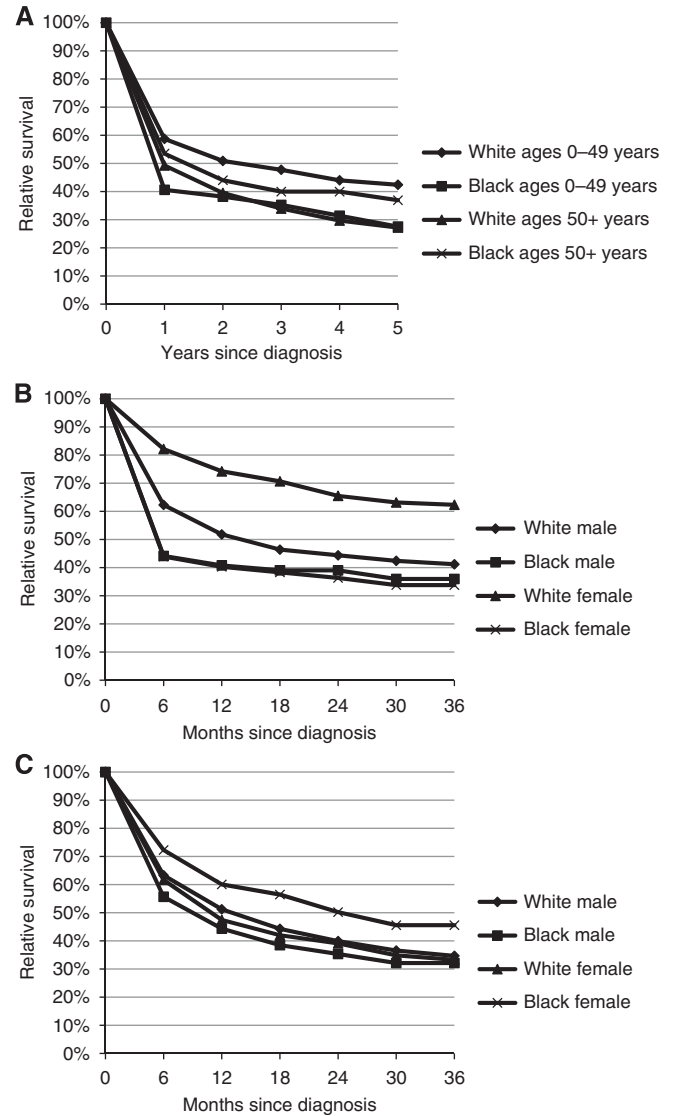 A
100%
90%
80%
70%
60%
50%
40%
30%
20%
10%
0%
Relative survival
0 1 2 3 4 5
Years since diagnosis
White ages 0–49 years
Black ages 0–49 years
White ages 50+ years
Black ages 50+ years
B
100%
90%
80%
70%
60%
50%
40%
30%
20%
10%
0%
Relative survival
0 6 12 18 24 30 36
Months since diagnosis
White male
Black male
White female
Black female
C
100%
90%
80%
70%
60%
50%
40%
30%
20%
10%
0%
Relative survival
0 6 12 18 24 30 36
Months since diagnosis
White male
Black male
White female
Black female